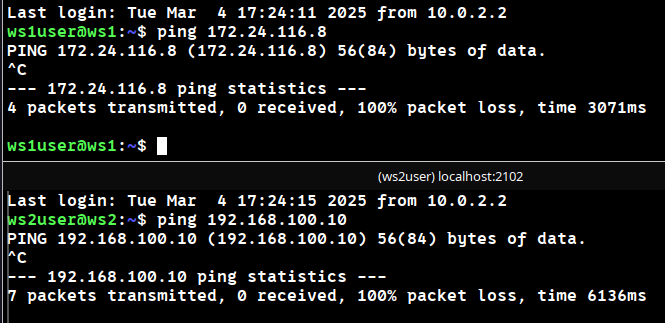 Last login: Tue Mar  4 17:24:11 2025 from 10.0.2.2
ws1user@ws1:~$ ping 172.24.116.8
PING 172.24.116.8 (172.24.116.8) 56(84) bytes of data.
^C
--- 172.24.116.8 ping statistics ---
4 packets transmitted, 0 received, 100% packet loss, time 3071ms
ws1user@ws1:~$
(ws2user) localhost:2102
Last login: Tue Mar  4 17:24:15 2025 from 10.0.2.2
ws2user@ws2:~$ ping 192.168.100.10
PING 192.168.100.10 (192.168.100.10) 56(84) bytes of data.
^C
--- 192.168.100.10 ping statistics ---
7 packets transmitted, 0 received, 100% packet loss, time 6136ms